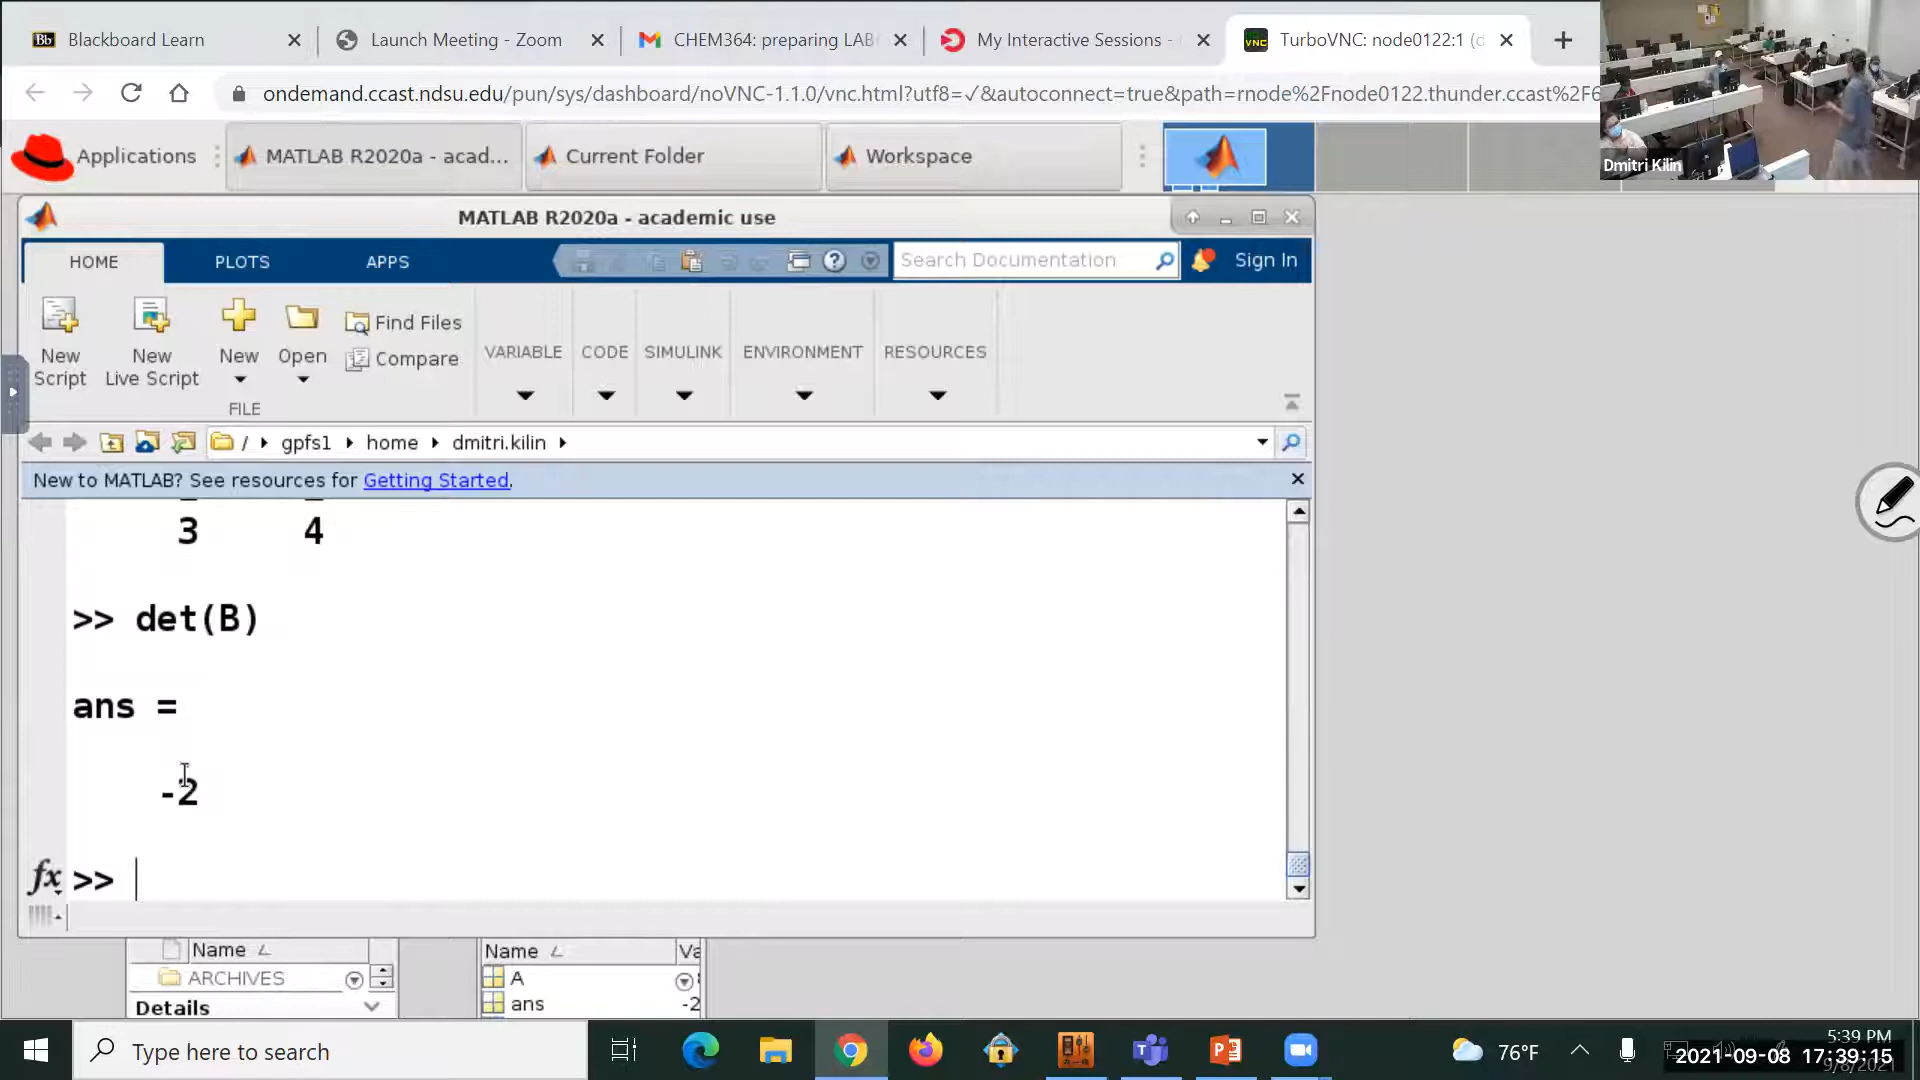 Blackboard Learn
Launch Meeting - Zoom
CHEM364: preparing LAB
My Interactive Sessions -
TurboVNC: node0122:1 (d
ondemand.ccast.ndsu.edu/pun/sys/dashboard/noVNC-1.1.0/vnc.html?utf8=✓&autoconnect=true&path=rnode%2Fnode0122.thunder.ccast%2F6
Dmitri Kilin
Applications
MATLAB R2020a - acad...
Current Folder
Workspace
MATLAB R2020a - academic use
HOME
PLOTS
APPS
Search Documentation
Sign In
New Script
New Live Script
New
Open
Find Files
Compare
FILE
VARIABLE
CODE
SIMULINK
ENVIRONMENT
RESOURCES
/ ▸ gpfs1 ▸ home ▸ dmitri.kilin ▸
New to MATLAB? See resources for Getting Started.
3 4
>> det(B)
ans =
-2
fx >>
Name
ARCHIVES
Details
Name Va
A
ans -2
Type here to search
76°F
5:39 PM
2021-09-08 17:39:15